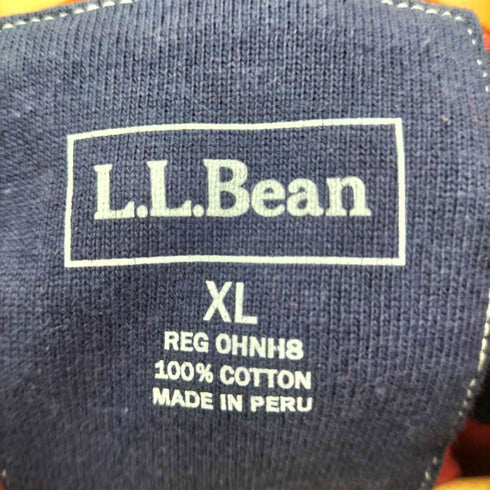 L.L.Bean
XL
REG OHNH8
100% COTTON
MADE IN PERU